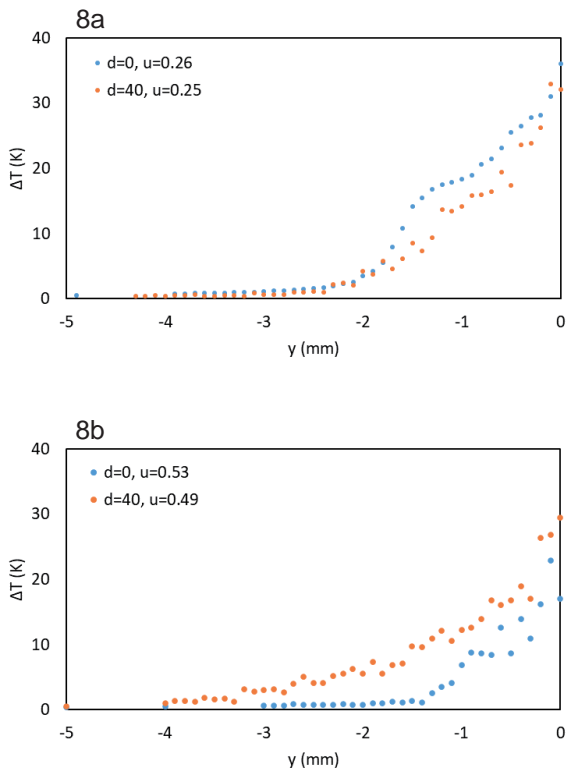 8a
40
30
20
10
0
ΔT (K)
d=0, u=0.26
d=40, u=0.25
-5 -4 -3 -2 -1 0
y (mm)
8b
40
30
20
10
0
ΔT (K)
d=0, u=0.53
d=40, u=0.49
-5 -4 -3 -2 -1 0
y (mm)